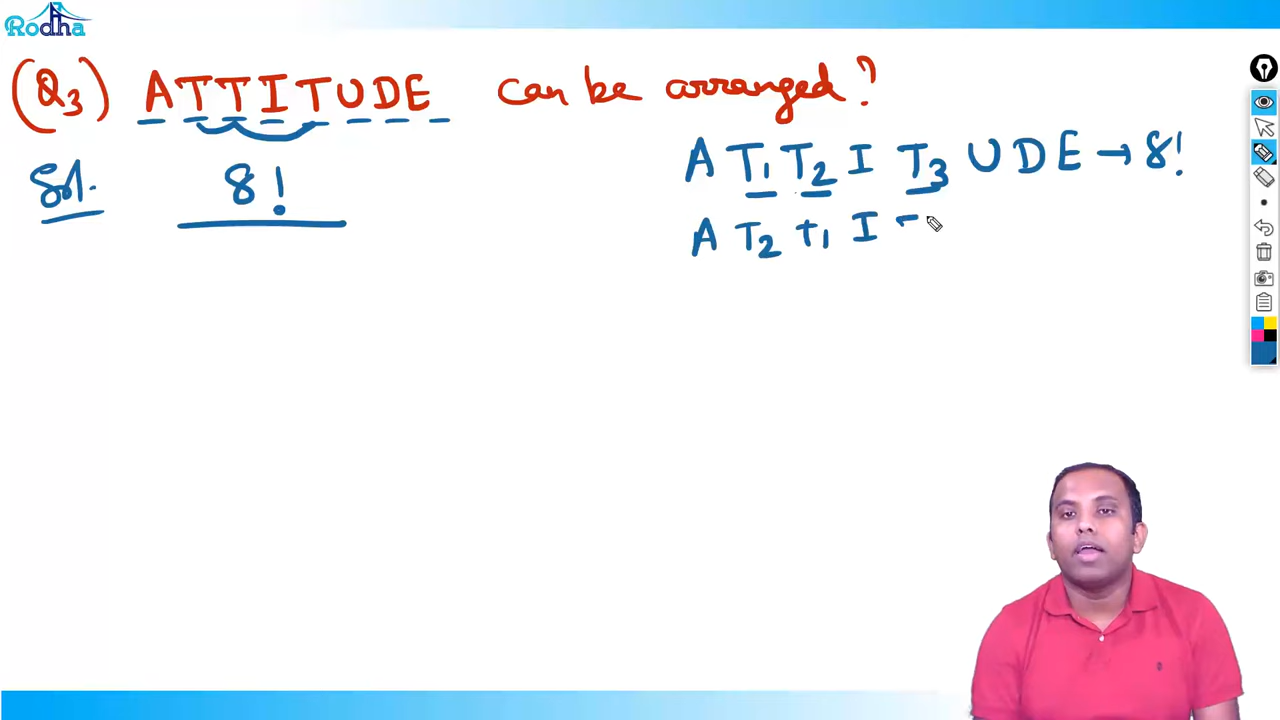 Rodha
(Q3) ATTITUDE can be arranged?
A T1 T2 I T3 U D E → 8!
Sol. 8!
A T2 T1 I